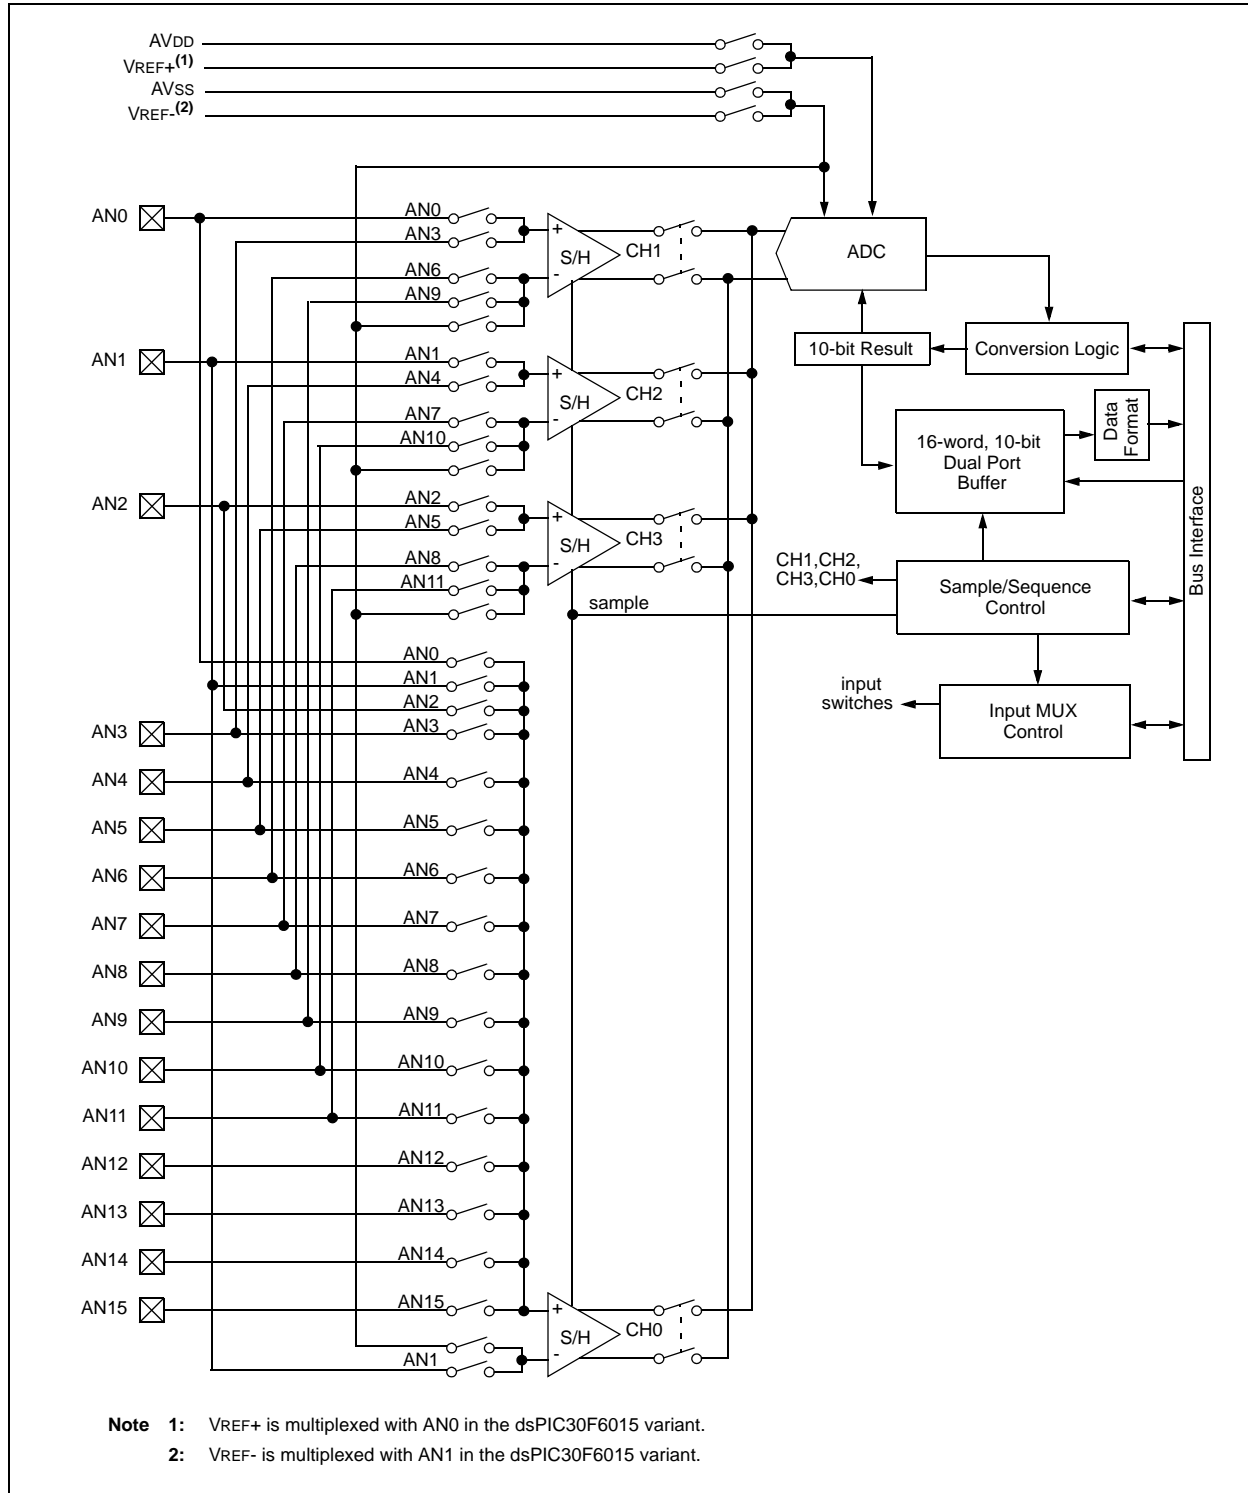 AVDD
VREF+(1)
AVSS
VREF-(2)
AN0
AN0
AN3
+
S/H
-
CH1
AN6
AN9
ADC
10-bit Result
Conversion Logic
AN1
AN1
AN4
+
S/H
-
CH2
AN7
AN10
16-word, 10-bit
Dual Port
Buffer
Data
Format
Bus Interface
AN2
AN2
AN5
+
S/H
-
CH3
AN8
AN11
CH1,CH2,
CH3,CH0
Sample/Sequence
Control
sample
AN0
AN1
AN2
AN3
AN3
input
switches
Input MUX
Control
AN4
AN4
AN5
AN5
AN6
AN6
AN7
AN7
AN8
AN8
AN9
AN9
AN10
AN10
AN11
AN11
AN12
AN12
AN13
AN13
AN14
AN14
AN15
AN15
+
S/H
-
CH0
AN1
Note 1: VREF+ is multiplexed with AN0 in the dsPIC30F6015 variant.
2: VREF- is multiplexed with AN1 in the dsPIC30F6015 variant.